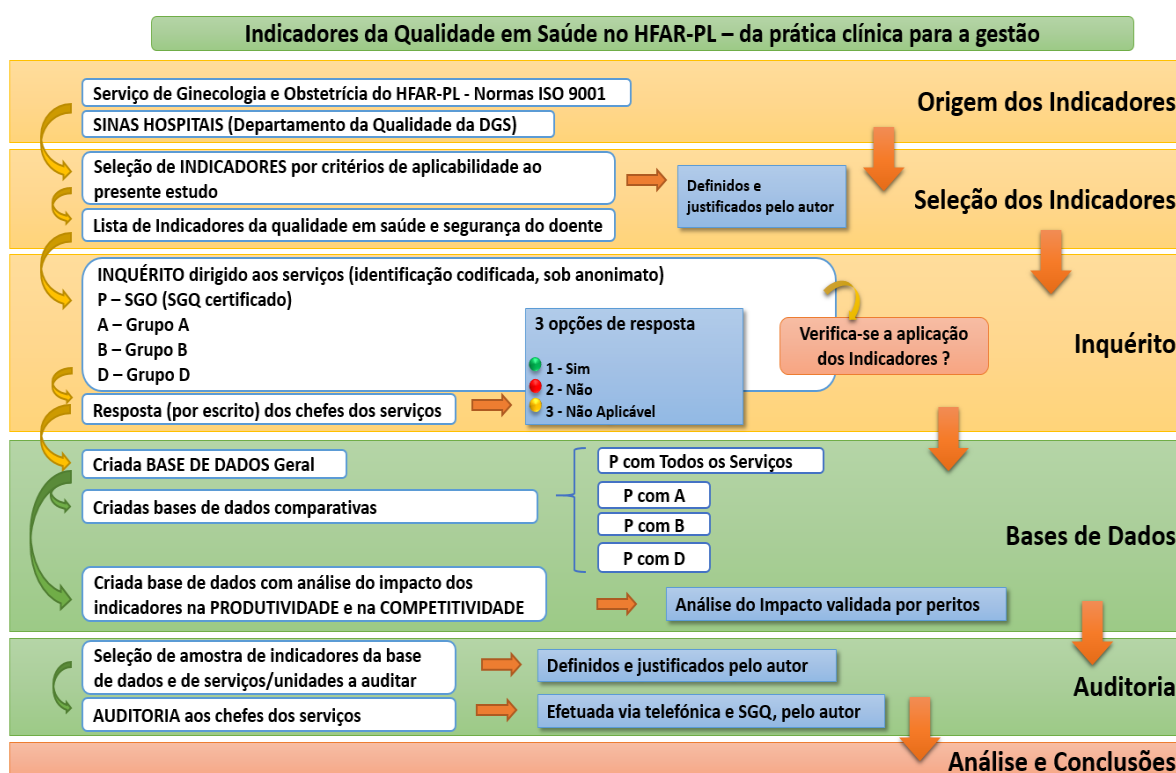 Indicadores da Qualidade em Saúde no HFAR-PL – da prática clínica para a gestão
Serviço de Ginecologia e Obstetrícia do HFAR-PL - Normas ISO 9001
SINAS HOSPITAIS (Departamento da Qualidade da DGS)
Origem dos Indicadores
Seleção de INDICADORES por critérios de aplicabilidade ao
presente estudo
Definidos e
justificados pelo autor
Lista de Indicadores da qualidade em saúde e segurança do doente
Seleção dos Indicadores
INQUÉRITO dirigido aos serviços (identificação codificada, sob anonimato)
P – SGO (SGQ certificado)
A – Grupo A
B – Grupo B
D – Grupo D
Resposta (por escrito) dos chefes dos serviços
3 opções de resposta
1 - Sim
2 - Não
3 - Não Aplicável
Verifica-se a aplicação
dos Indicadores ?
Inquérito
Criada BASE DE DADOS Geral
Criadas bases de dados comparativas
P com Todos os Serviços
P com A
P com B
P com D
Bases de Dados
Criada base de dados com análise do impacto dos
indicadores na PRODUTIVIDADE e na COMPETITIVIDADE
Análise do Impacto validada por peritos
Seleção de amostra de indicadores da base
de dados e de serviços/unidades a auditar
Definidos e justificados pelo autor
AUDITORIA aos chefes dos serviços
Efetuada via telefónica e SGQ, pelo autor
Auditoria
Análise e Conclusões